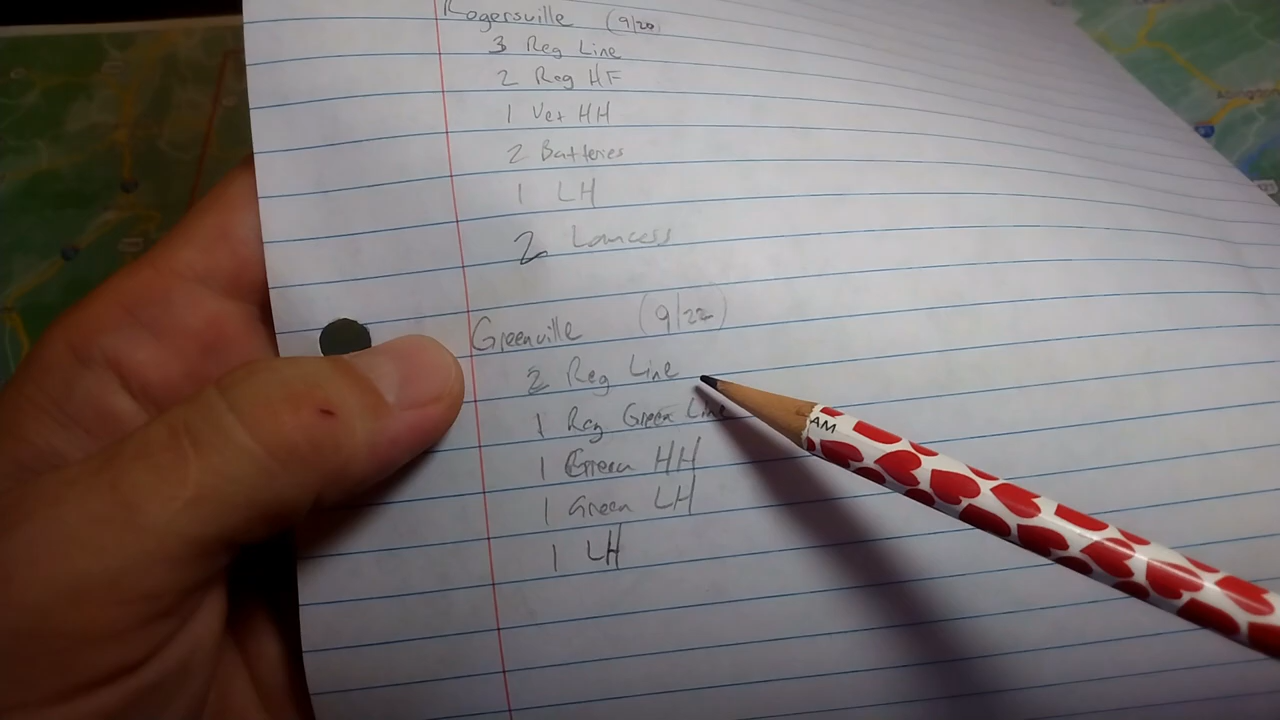 Rogersville (9/20)
3 Reg Line
2 Reg HF
1 Vet HH
2 Batteries
1 LH
2
Greenville (9/22)
2 Reg Line
1 Reg Green Line
1 Green HH
1 Green LH
1 LH
AM